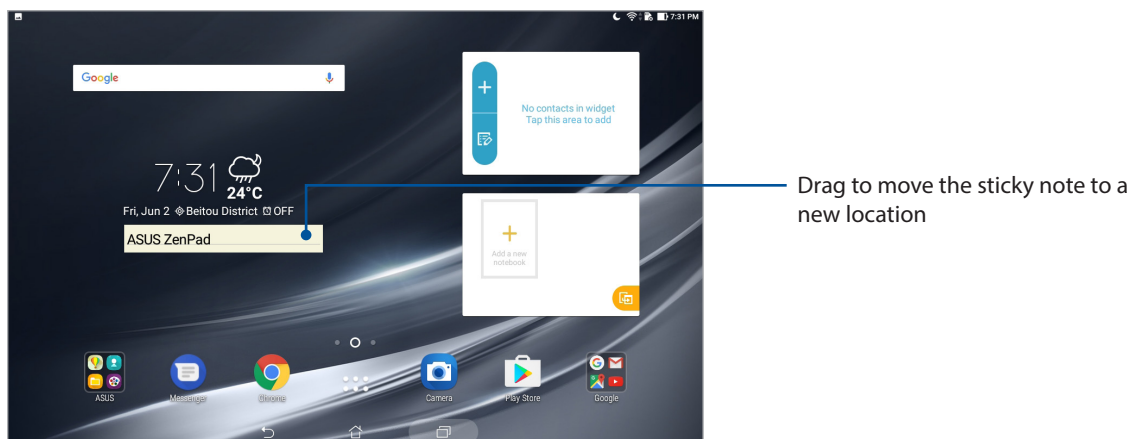 7:31 PM
Google
No contacts in widget
Tap this area to add
7:31
24°C
Fri, Jun 2 Beitou District OFF
ASUS ZenPad
Add a new
notebook
Drag to move the sticky note to a
new location
ASUS
Messenger
Chrome
Camera
Play Store
Google